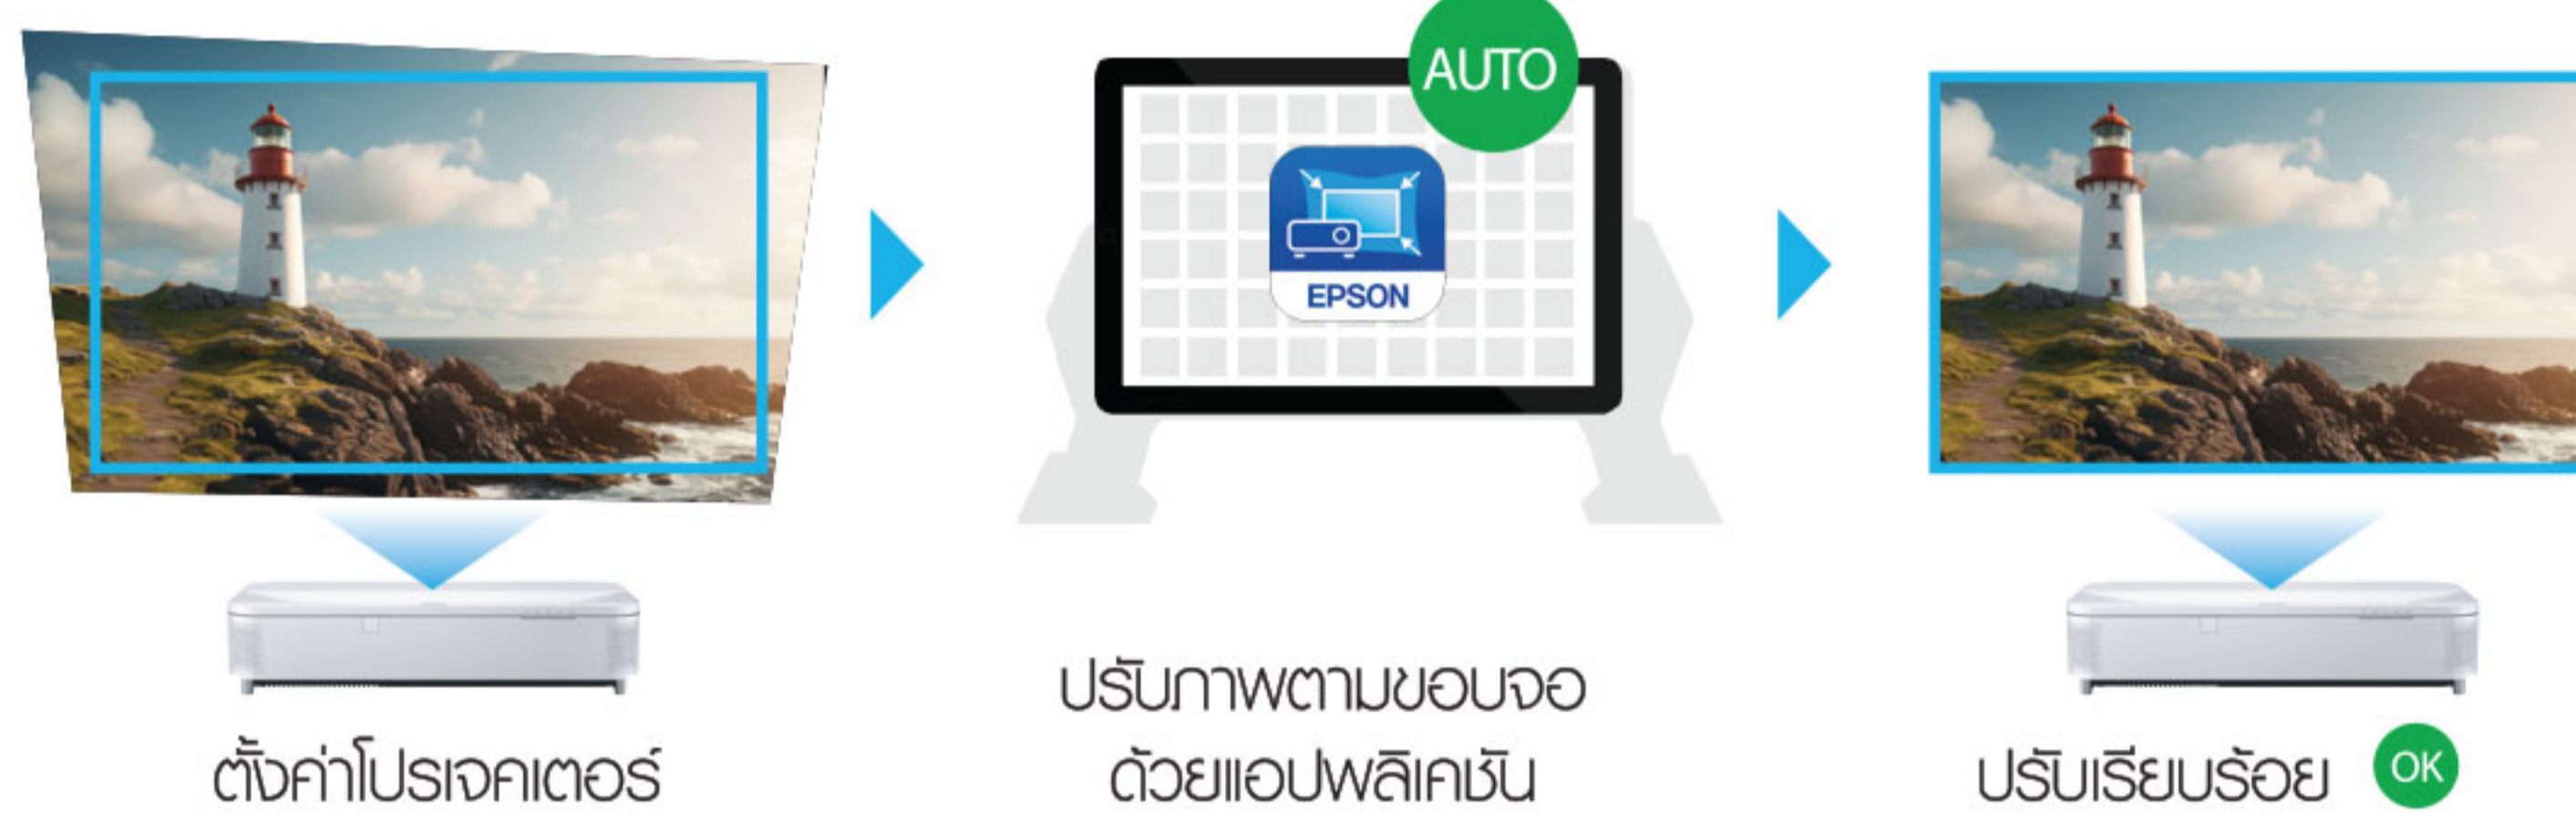 AUTO
EPSON
ตั้งค่าโปรเจคเตอร์
ปรับภาพตามขอบจอ
ด้วยแอปพลิเคชัน
ปรับเรียบร้อย OK